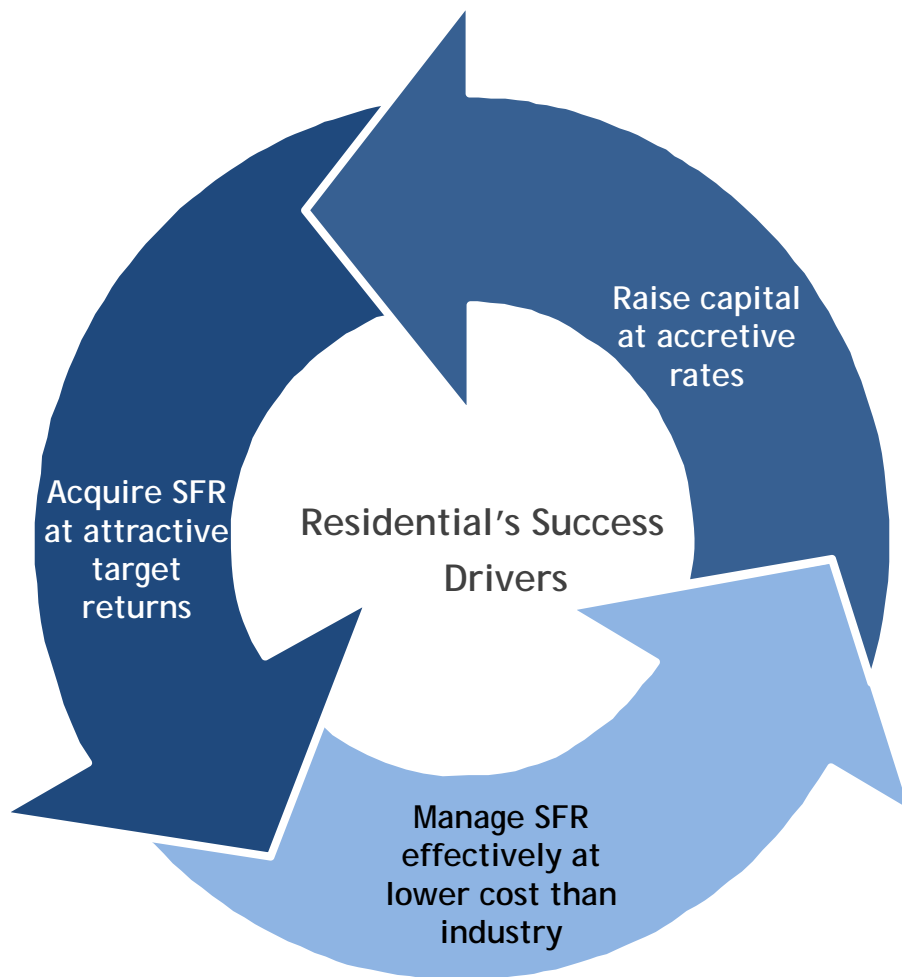 Raise capital
at accretive
rates
Acquire SFR
at attractive
target
returns
Residential's Success
Drivers
Manage SFR
effectively at
lower cost than
industry